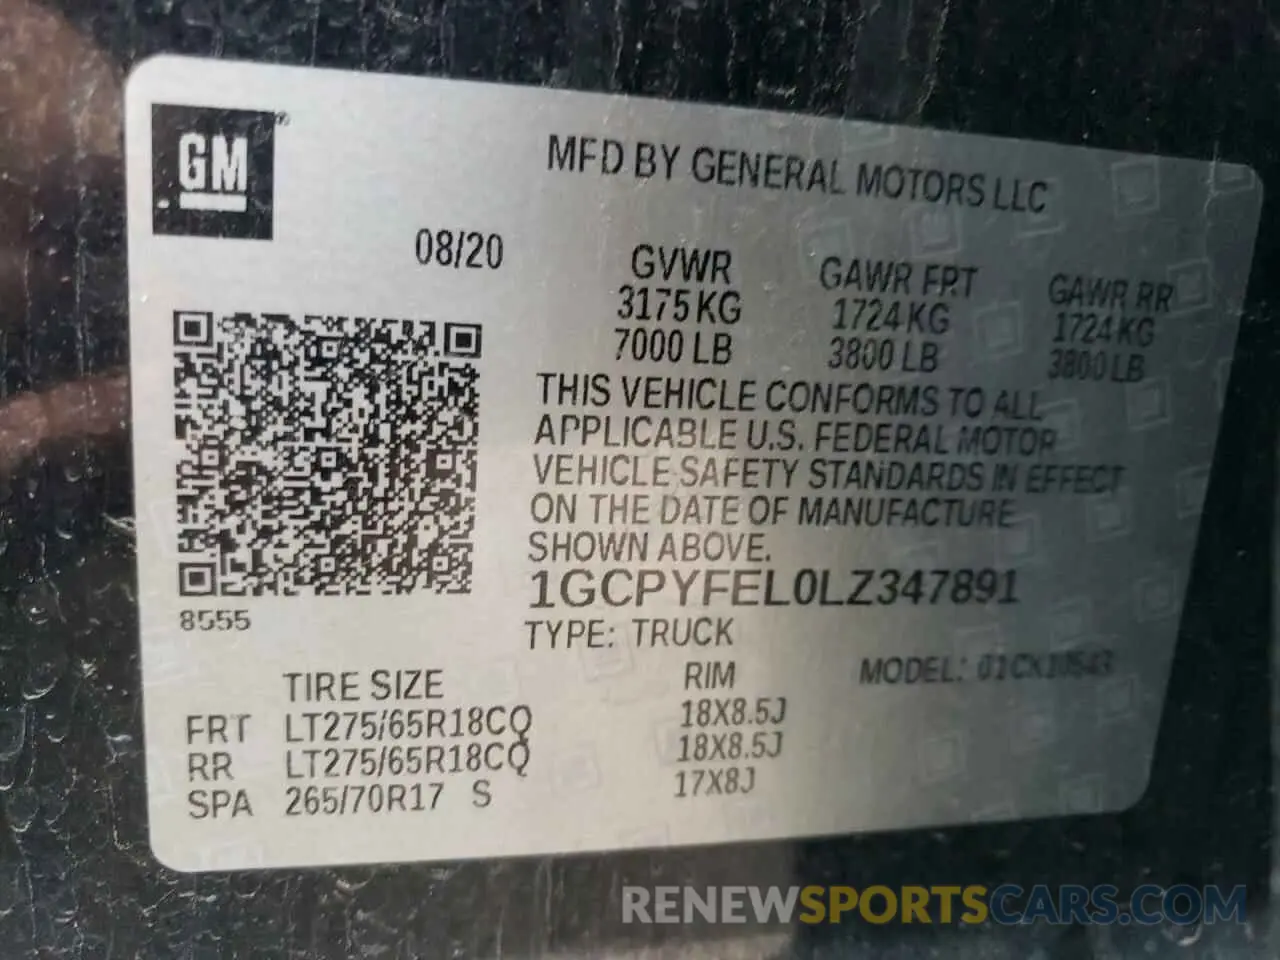 GM
MFD BY GENERAL MOTORS LLC
08/20
GVWR GAWR FRT GAWR RR
3175 KG 1724 KG 1724 KG
7000 LB 3800 LB 3800 LB
THIS VEHICLE CONFORMS TO ALL
APPLICABLE U.S. FEDERAL MOTOR
VEHICLE SAFETY STANDARDS IN EFFECT
ON THE DATE OF MANUFACTURE
SHOWN ABOVE.
1GCPYFEL0LZ347891
8555
TYPE: TRUCK
MODEL:
TIRE SIZE RIM
FRT LT275/65R18CQ 18X8.5J
RR LT275/65R18CQ 18X8.5J
SPA 265/70R17 S 17X8J
RENEWSPORTSCARS.COM